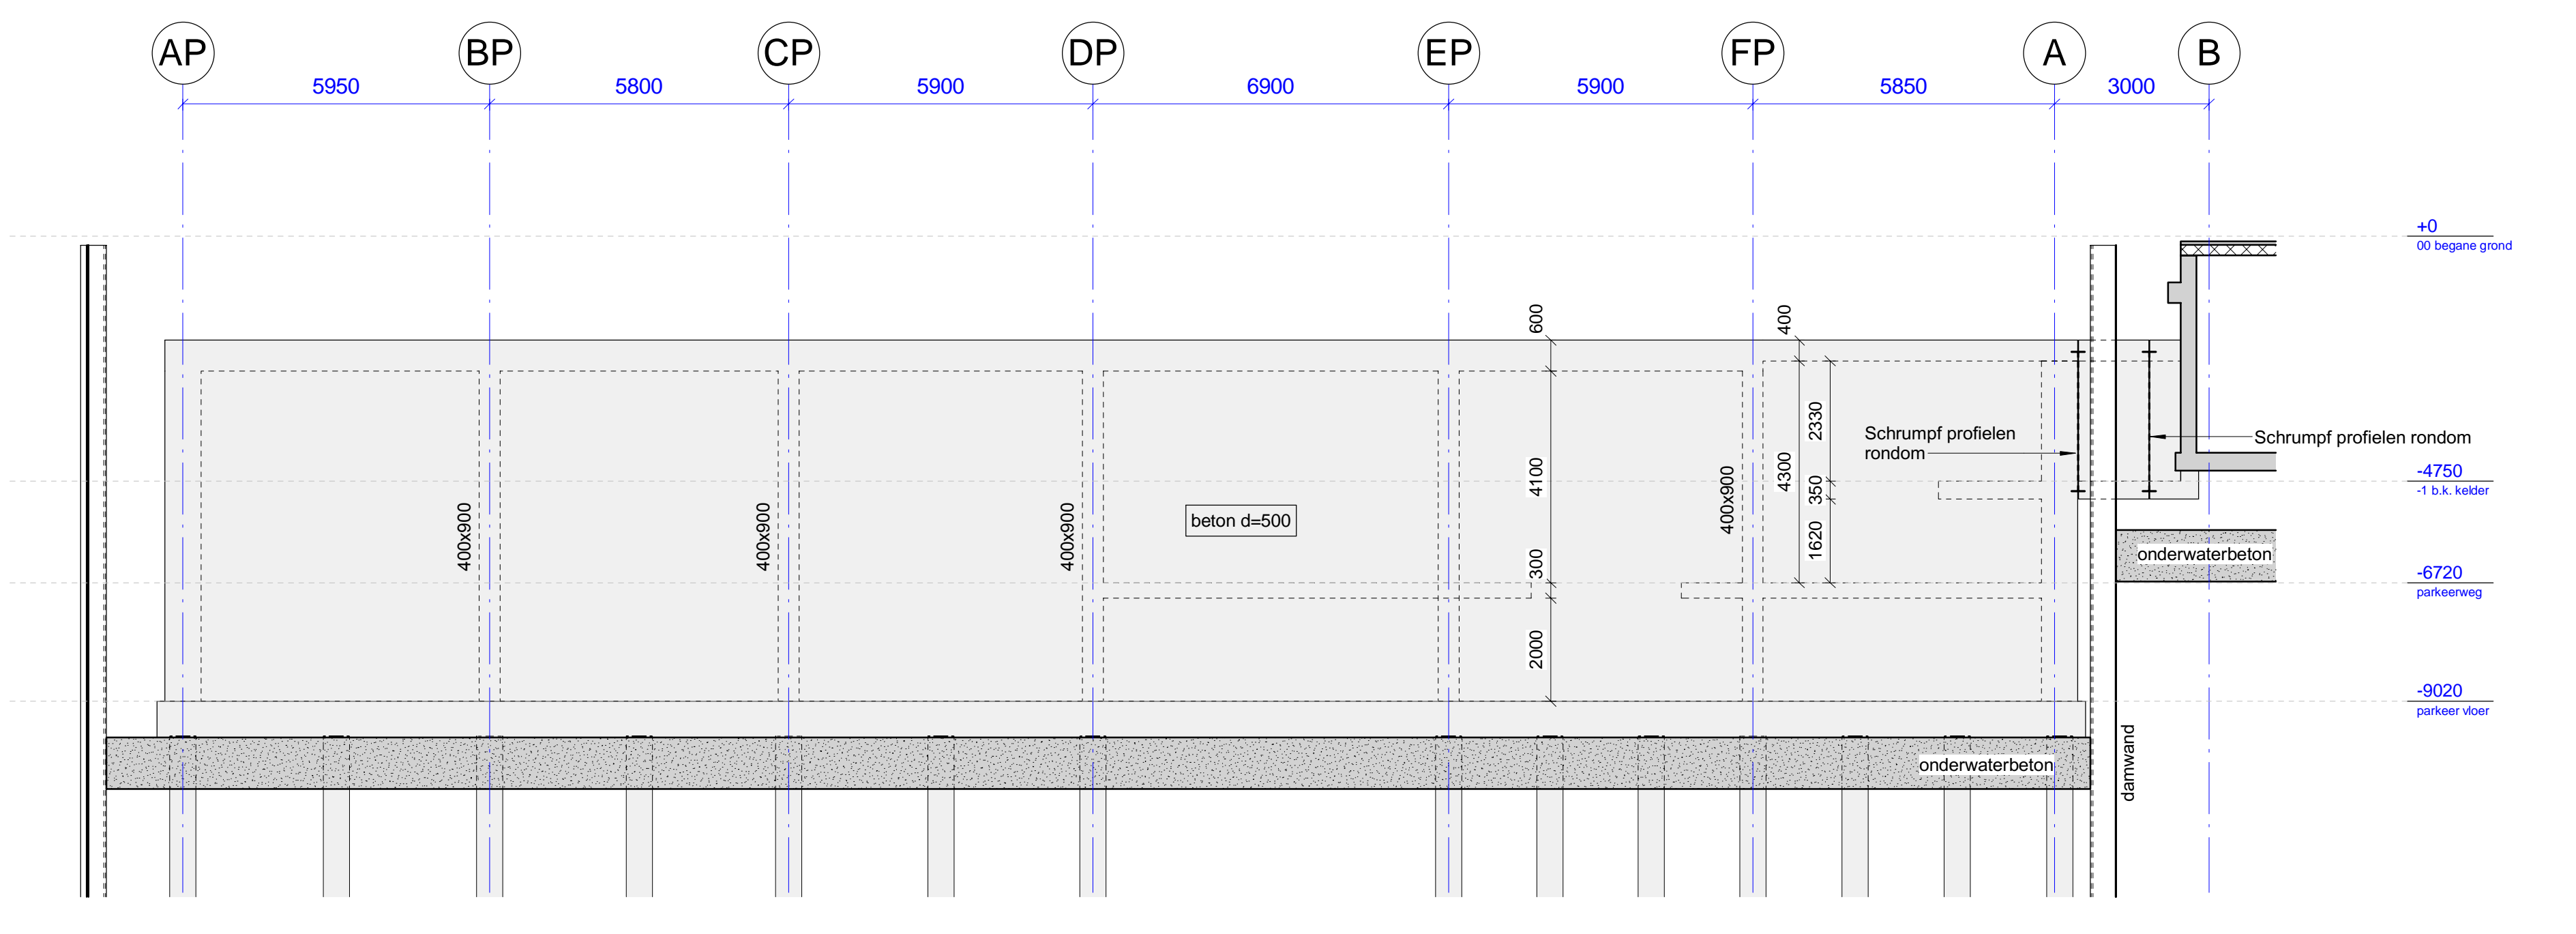 AP BP CP DP EP FP A B
5950 5800 5900 6900 5900 5850 3000
+0
00 begane grond
600
400
2330
4300
4100
350
1620
300
2000
Schrumpf profielen
rondom
Schrumpf profielen rondom
-4750
-1 b.k. kelder
400x900
400x900
400x900
400x900
beton d=500
onderwaterbeton
-6720
parkeerweg
-9020
parkeer vloer
damwand
onderwaterbeton